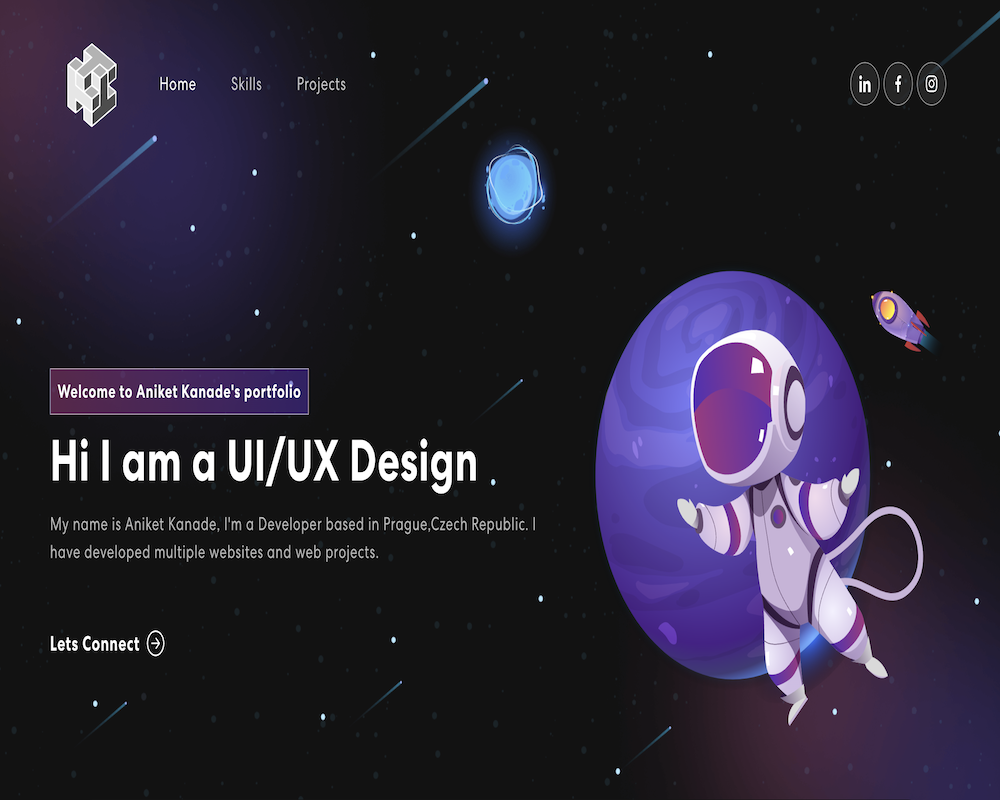 Home Skills Projects
Welcome to Aniket Kanade's portfolio
Hi I am a UI/UX Design
My name is Aniket Kanade, I'm a Developer based in Prague,Czech Republic. I
have developed multiple websites and web projects.
Lets Connect